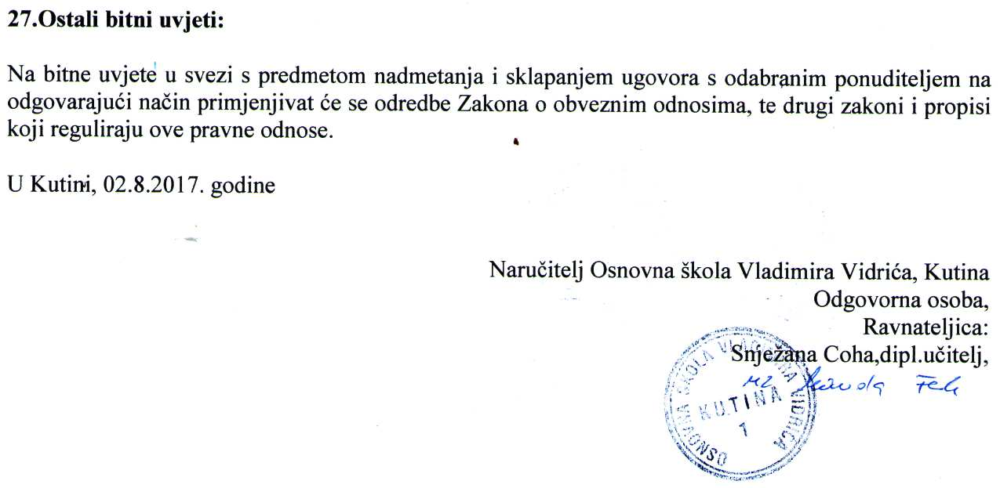 27.Ostali bitni uvjeti:
Na bitne uvjete u svezi s predmetom nadmetanja i sklapanjem ugovora s odabranim ponuditeljem na
odgovarajući način primjenjivat će se odredbe Zakona o obveznim odnosima, te drugi zakoni i propisi
koji reguliraju ove pravne odnose.
U Kutini, 02.8.2017. godine
Naručitelj Osnovna škola Vladimira Vidrića, Kutina
Odgovorna osoba,
Ravnateljica:
Snježana Coha,dipl.učitelj,
OSNOVNA ŠKOLA VLADIMIRA VIDRIĆA
KUTINA
1